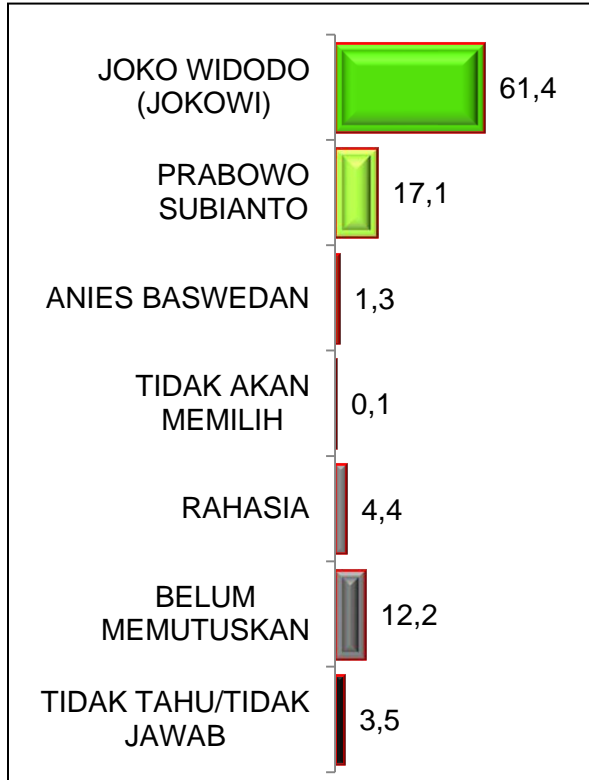 JOKO WIDODO
(JOKOWI)
61,4
PRABOWO
SUBIANTO
17,1
ANIES BASWEDAN
1,3
TIDAK AKAN
MEMILIH
0,1
RAHASIA
4,4
BELUM
MEMUTUSKAN
12,2
TIDAK TAHU/TIDAK
JAWAB
3,5